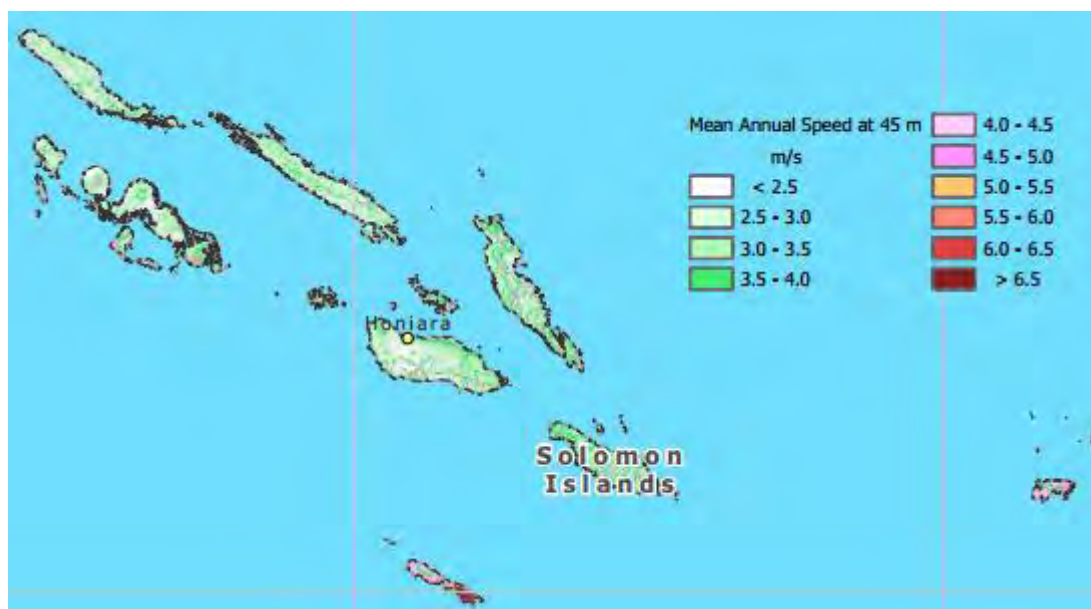 Mean Annual Speed at 45 m
m/s
< 2.5
2.5 - 3.0
3.0 - 3.5
3.5 - 4.0
4.0 - 4.5
4.5 - 5.0
5.0 - 5.5
5.5 - 6.0
6.0 - 6.5
> 6.5
Honiara
Solomon
Islands